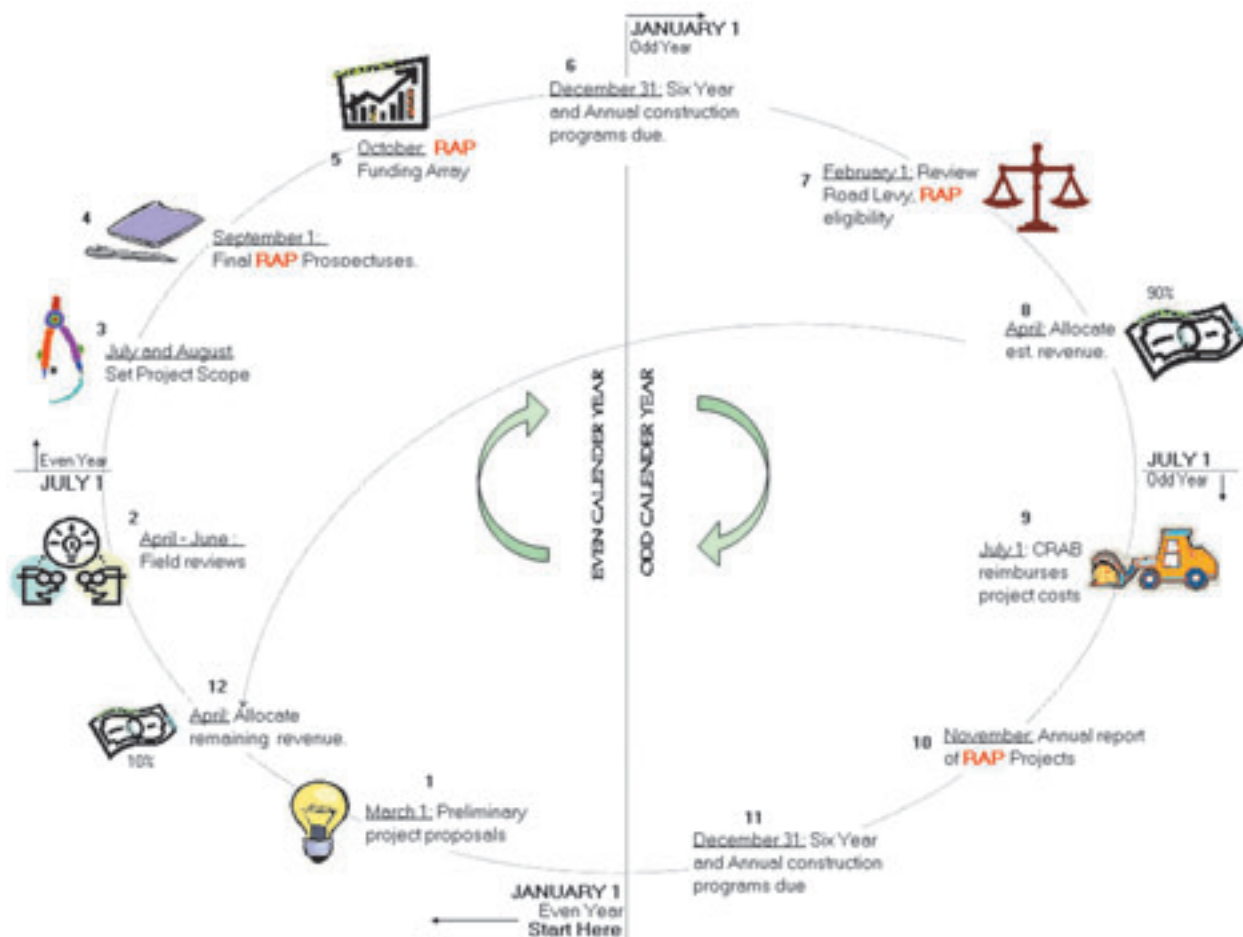 JANUARY 1
Odd Year
6
December 31: Six Year
and Annual construction
programs due.
5
October: RAP
Funding Array
7
February 1: Review
Road Levy, RAP
eligibility
4
September 1:
Final RAP Prospectuses.
3
July and August
Set Project Scope
90%
8
April: Allocate
est. revenue.
EVEN CALENDER YEAR
ODD CALENDER YEAR
Even Year
JULY 1
JULY 1
Odd Year
2
April - June :
Field reviews
9
July 1: CRAB
reimburses
project costs
12
April: Allocate
remaining revenue.
10%
10
November: Annual report
of RAP Projects
1
March 1: Preliminary
project proposals
11
December 31: Six Year
and Annual construction
programs due
JANUARY 1
Even Year
Start Here